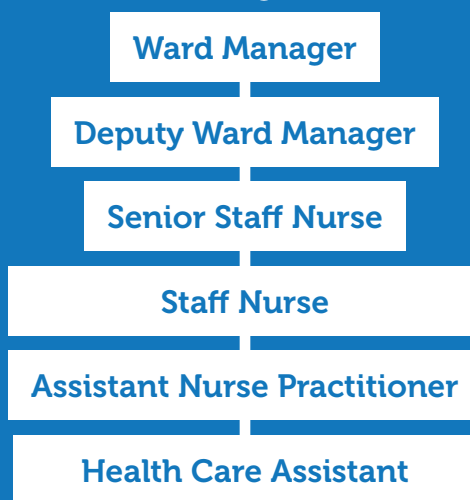 Ward Manager
Deputy Ward Manager
Senior Staff Nurse
Staff Nurse
Assistant Nurse Practitioner
Health Care Assistant